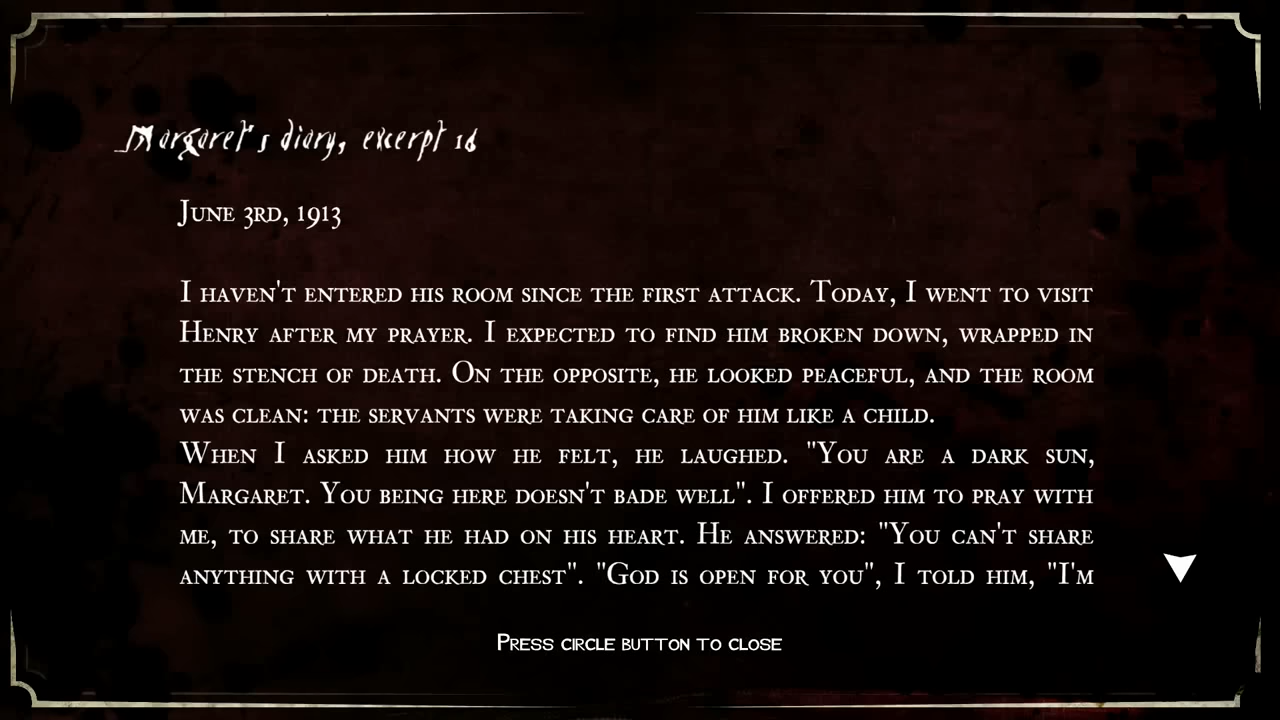 Margaret's diary, excerpt 16
June 3rd, 1913
I haven't entered his room since the first attack. Today, I went to visit
Henry after my prayer. I expected to find him broken down, wrapped in
the stench of death. On the opposite, he looked peaceful, and the room
was clean: the servants were taking care of him like a child.
When I asked him how he felt, he laughed. "You are a dark sun,
Margaret. You being here doesn't bade well". I offered him to pray with
me, to share what he had on his heart. He answered: "You can't share
anything with a locked chest". "God is open for you", I told him, "I'm
Press circle button to close